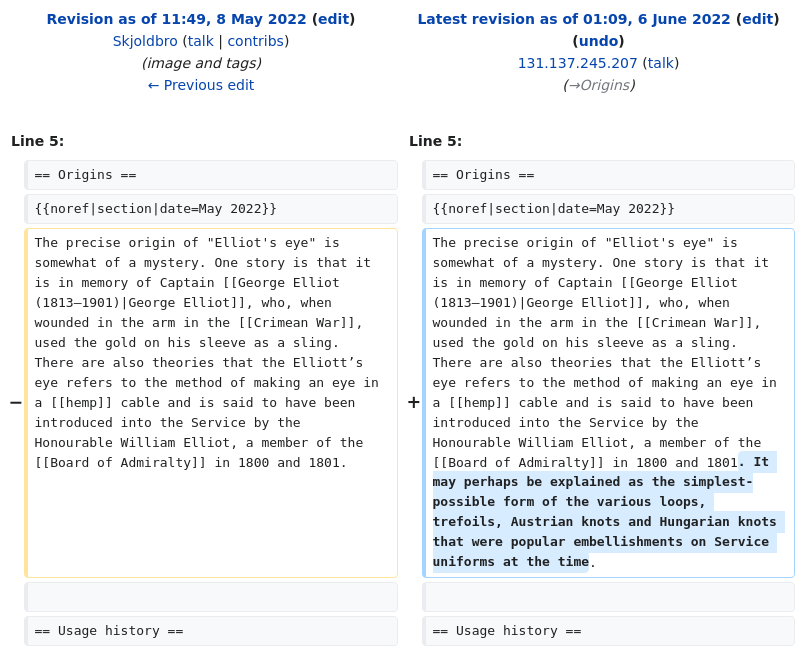 Revision as of 11:49, 8 May 2022 (edit)
Skjoldbro (talk | contribs)
(image and tags)
← Previous edit
Latest revision as of 01:09, 6 June 2022 (edit)
(undo)
131.137.245.207 (talk)
(→Origins)
Line 5:
Line 5:
== Origins ==
== Origins ==
{{noref|section|date=May 2022}}
{{noref|section|date=May 2022}}
−
The precise origin of "Elliot's eye" is
somewhat of a mystery. One story is that it
is in memory of Captain [[George Elliot
(1813–1901)|George Elliot]], who, when
wounded in the arm in the [[Crimean War]],
used the gold on his sleeve as a sling.
There are also theories that the Elliott’s
eye refers to the method of making an eye in
a [[hemp]] cable and is said to have been
introduced into the Service by the
Honourable William Elliot, a member of the
[[Board of Admiralty]] in 1800 and 1801.
+
The precise origin of "Elliot's eye" is
somewhat of a mystery. One story is that it
is in memory of Captain [[George Elliot
(1813–1901)|George Elliot]], who, when
wounded in the arm in the [[Crimean War]],
used the gold on his sleeve as a sling.
There are also theories that the Elliott’s
eye refers to the method of making an eye in
a [[hemp]] cable and is said to have been
introduced into the Service by the
Honourable William Elliot, a member of the
[[Board of Admiralty]] in 1800 and 1801. It
may perhaps be explained as the simplest-
possible form of the various loops,
trefoils, Austrian knots and Hungarian knots
that were popular embellishments on Service
uniforms at the time.
== Usage history ==
== Usage history ==